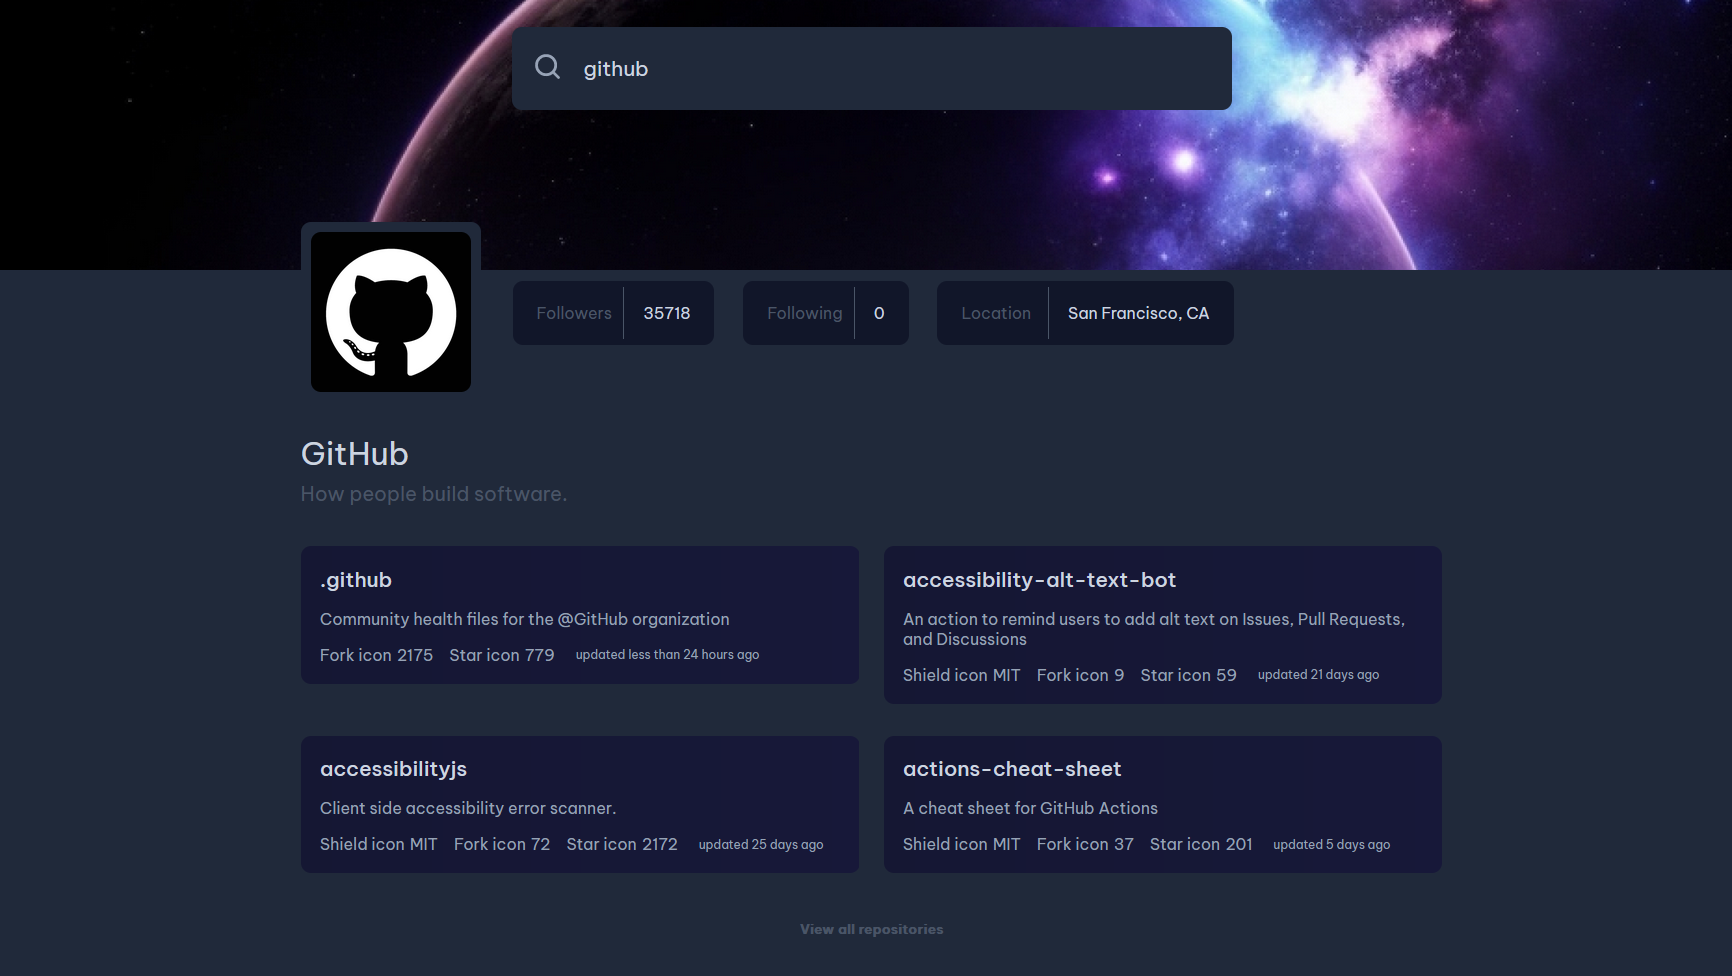 github
Followers 35718 Following 0 Location San Francisco, CA
GitHub
How people build software.
.github
Community health files for the @GitHub organization
Fork icon 2175 Star icon 779 updated less than 24 hours ago
accessibility-alt-text-bot
An action to remind users to add alt text on Issues, Pull Requests,
and Discussions
Shield icon MIT Fork icon 9 Star icon 59 updated 21 days ago
accessibilityjs
Client side accessibility error scanner.
Shield icon MIT Fork icon 72 Star icon 2172 updated 25 days ago
actions-cheat-sheet
A cheat sheet for GitHub Actions
Shield icon MIT Fork icon 37 Star icon 201 updated 5 days ago
View all repositories